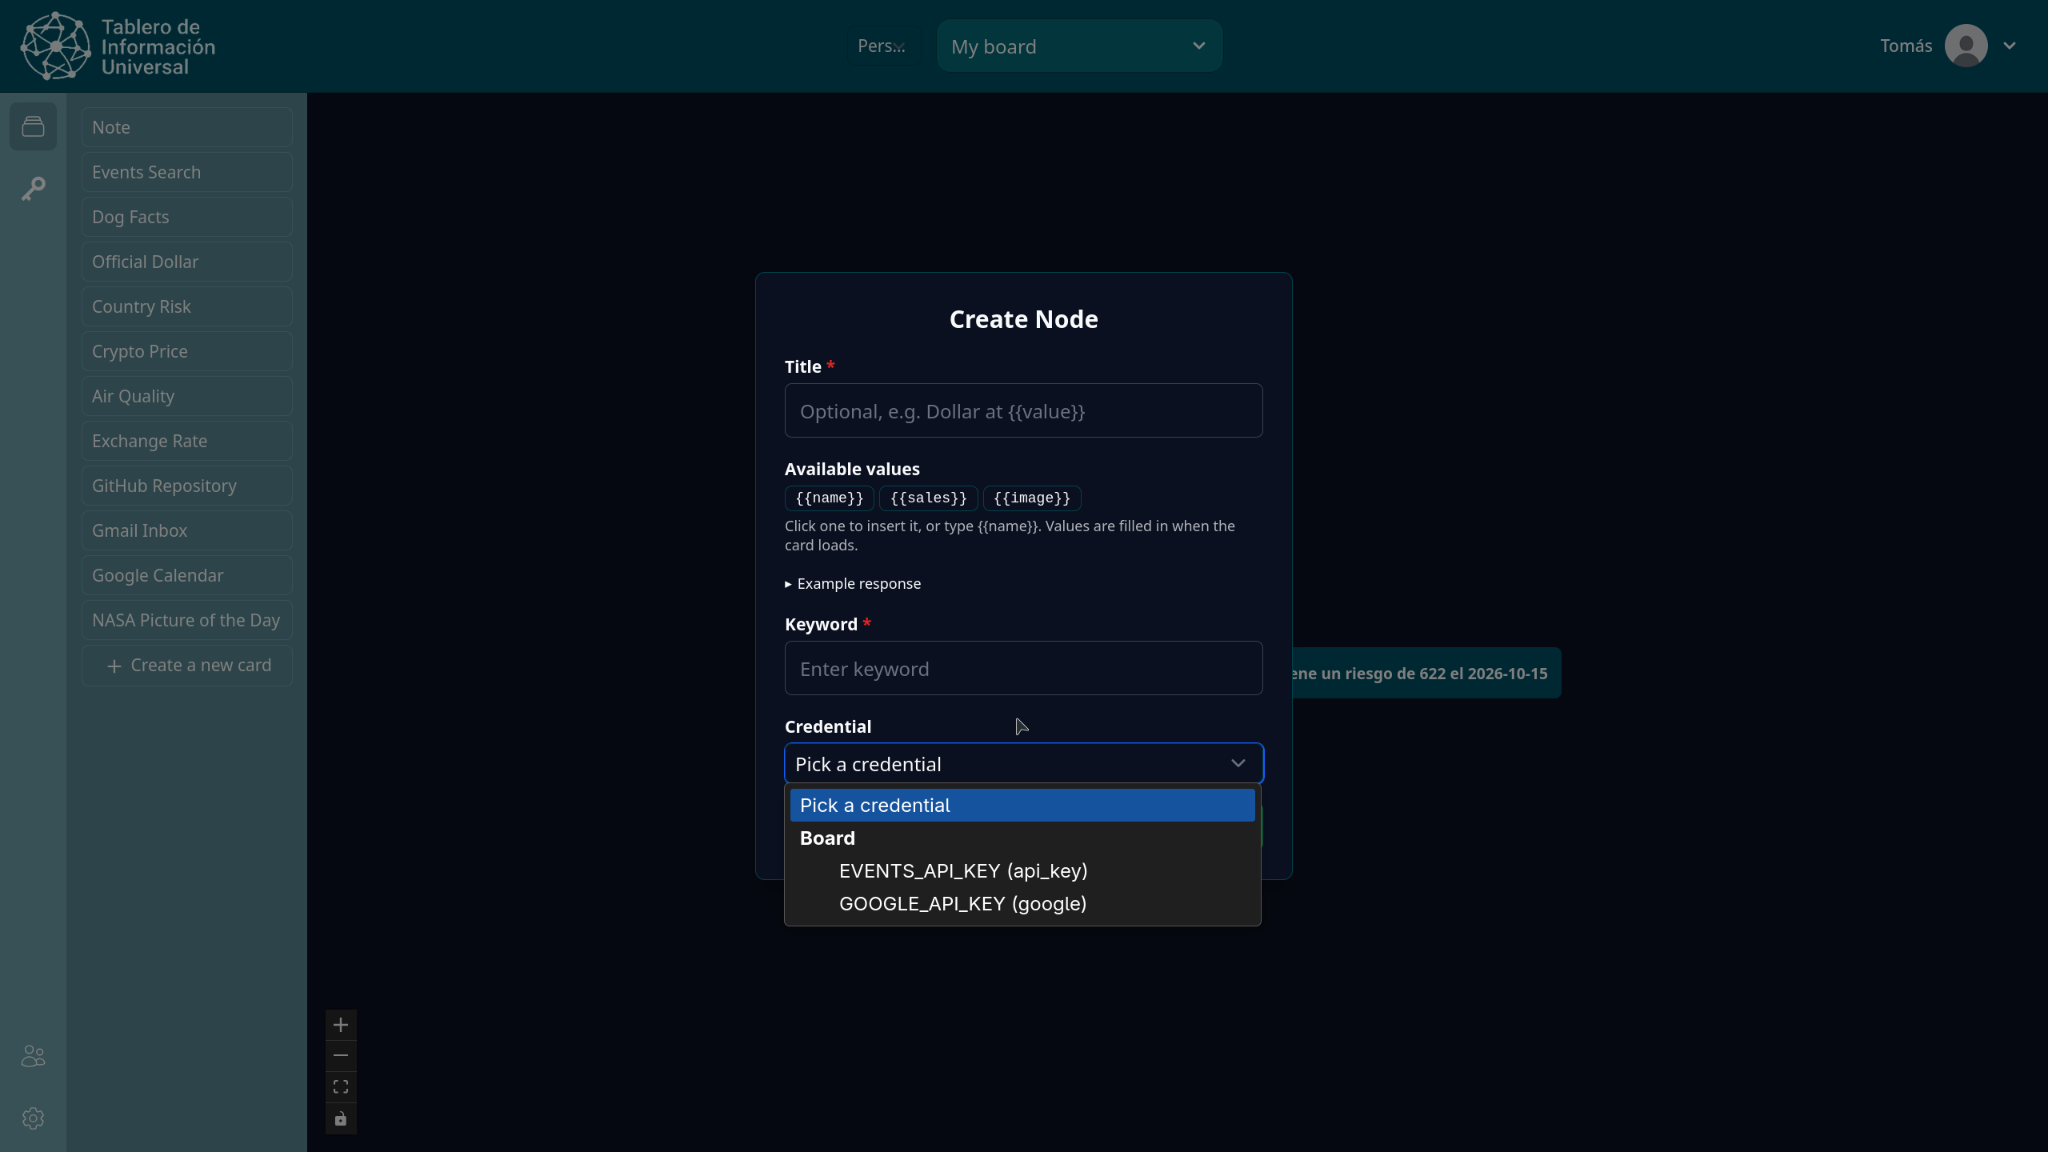 Tablero de
Información
Universal
Pers...
My board
Tomás
Note
Events Search
Dog Facts
Official Dollar
Country Risk
Crypto Price
Air Quality
Exchange Rate
GitHub Repository
Gmail Inbox
Google Calendar
NASA Picture of the Day
+ Create a new card
Create Node
Title *
Optional, e.g. Dollar at {{value}}
Available values
{{name}} {{sales}} {{image}}
Click one to insert it, or type {{name}}. Values are filled in when the
card loads.
▸ Example response
Keyword *
Enter keyword
ene un riesgo de 622 el 2026-10-15
Credential
Pick a credential
Pick a credential
Board
EVENTS_API_KEY (api_key)
GOOGLE_API_KEY (google)